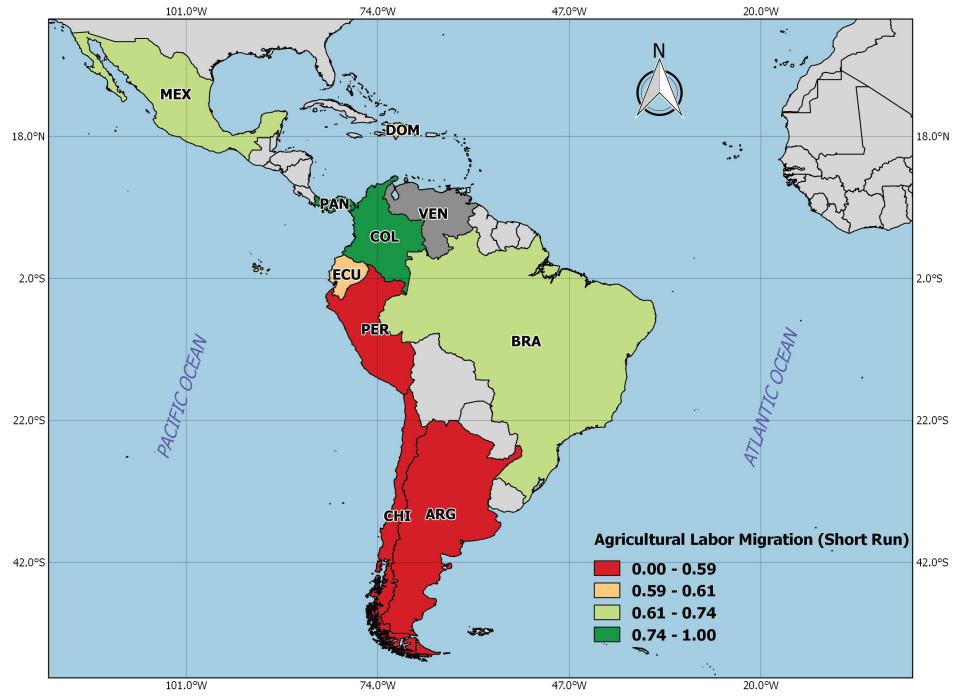 101.0°W 74.0°W 47.0°W 20.0°W
N
MEX
DOM
18.0°N 18.0°N
PAN
VEN
COL
ECU
2.0°S 2.0°S
PER
BRA
PACIFIC OCEAN
ATLANTIC OCEAN
22.0°S 22.0°S
CHI
ARG
Agricultural Labor Migration (Short Run)
42.0°S 42.0°S
0.00 - 0.59
0.59 - 0.61
0.61 - 0.74
0.74 - 1.00
101.0°W 74.0°W 47.0°W 20.0°W